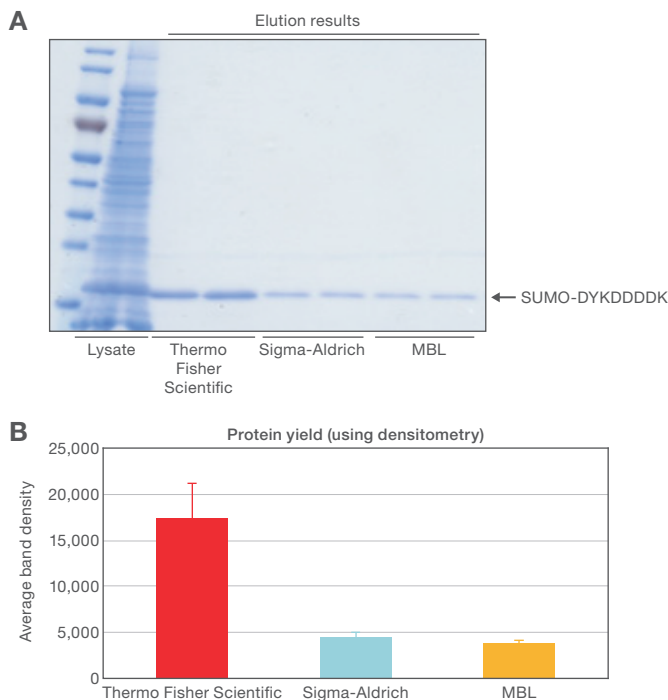 A
Elution results
SUMO-DYKDDDDK
Lysate
Thermo
Fisher
Scientific
Sigma-Aldrich
MBL
B
Protein yield (using densitometry)
Average band density
25,000
20,000
15,000
10,000
5,000
0
Thermo Fisher Scientific
Sigma-Aldrich
MBL